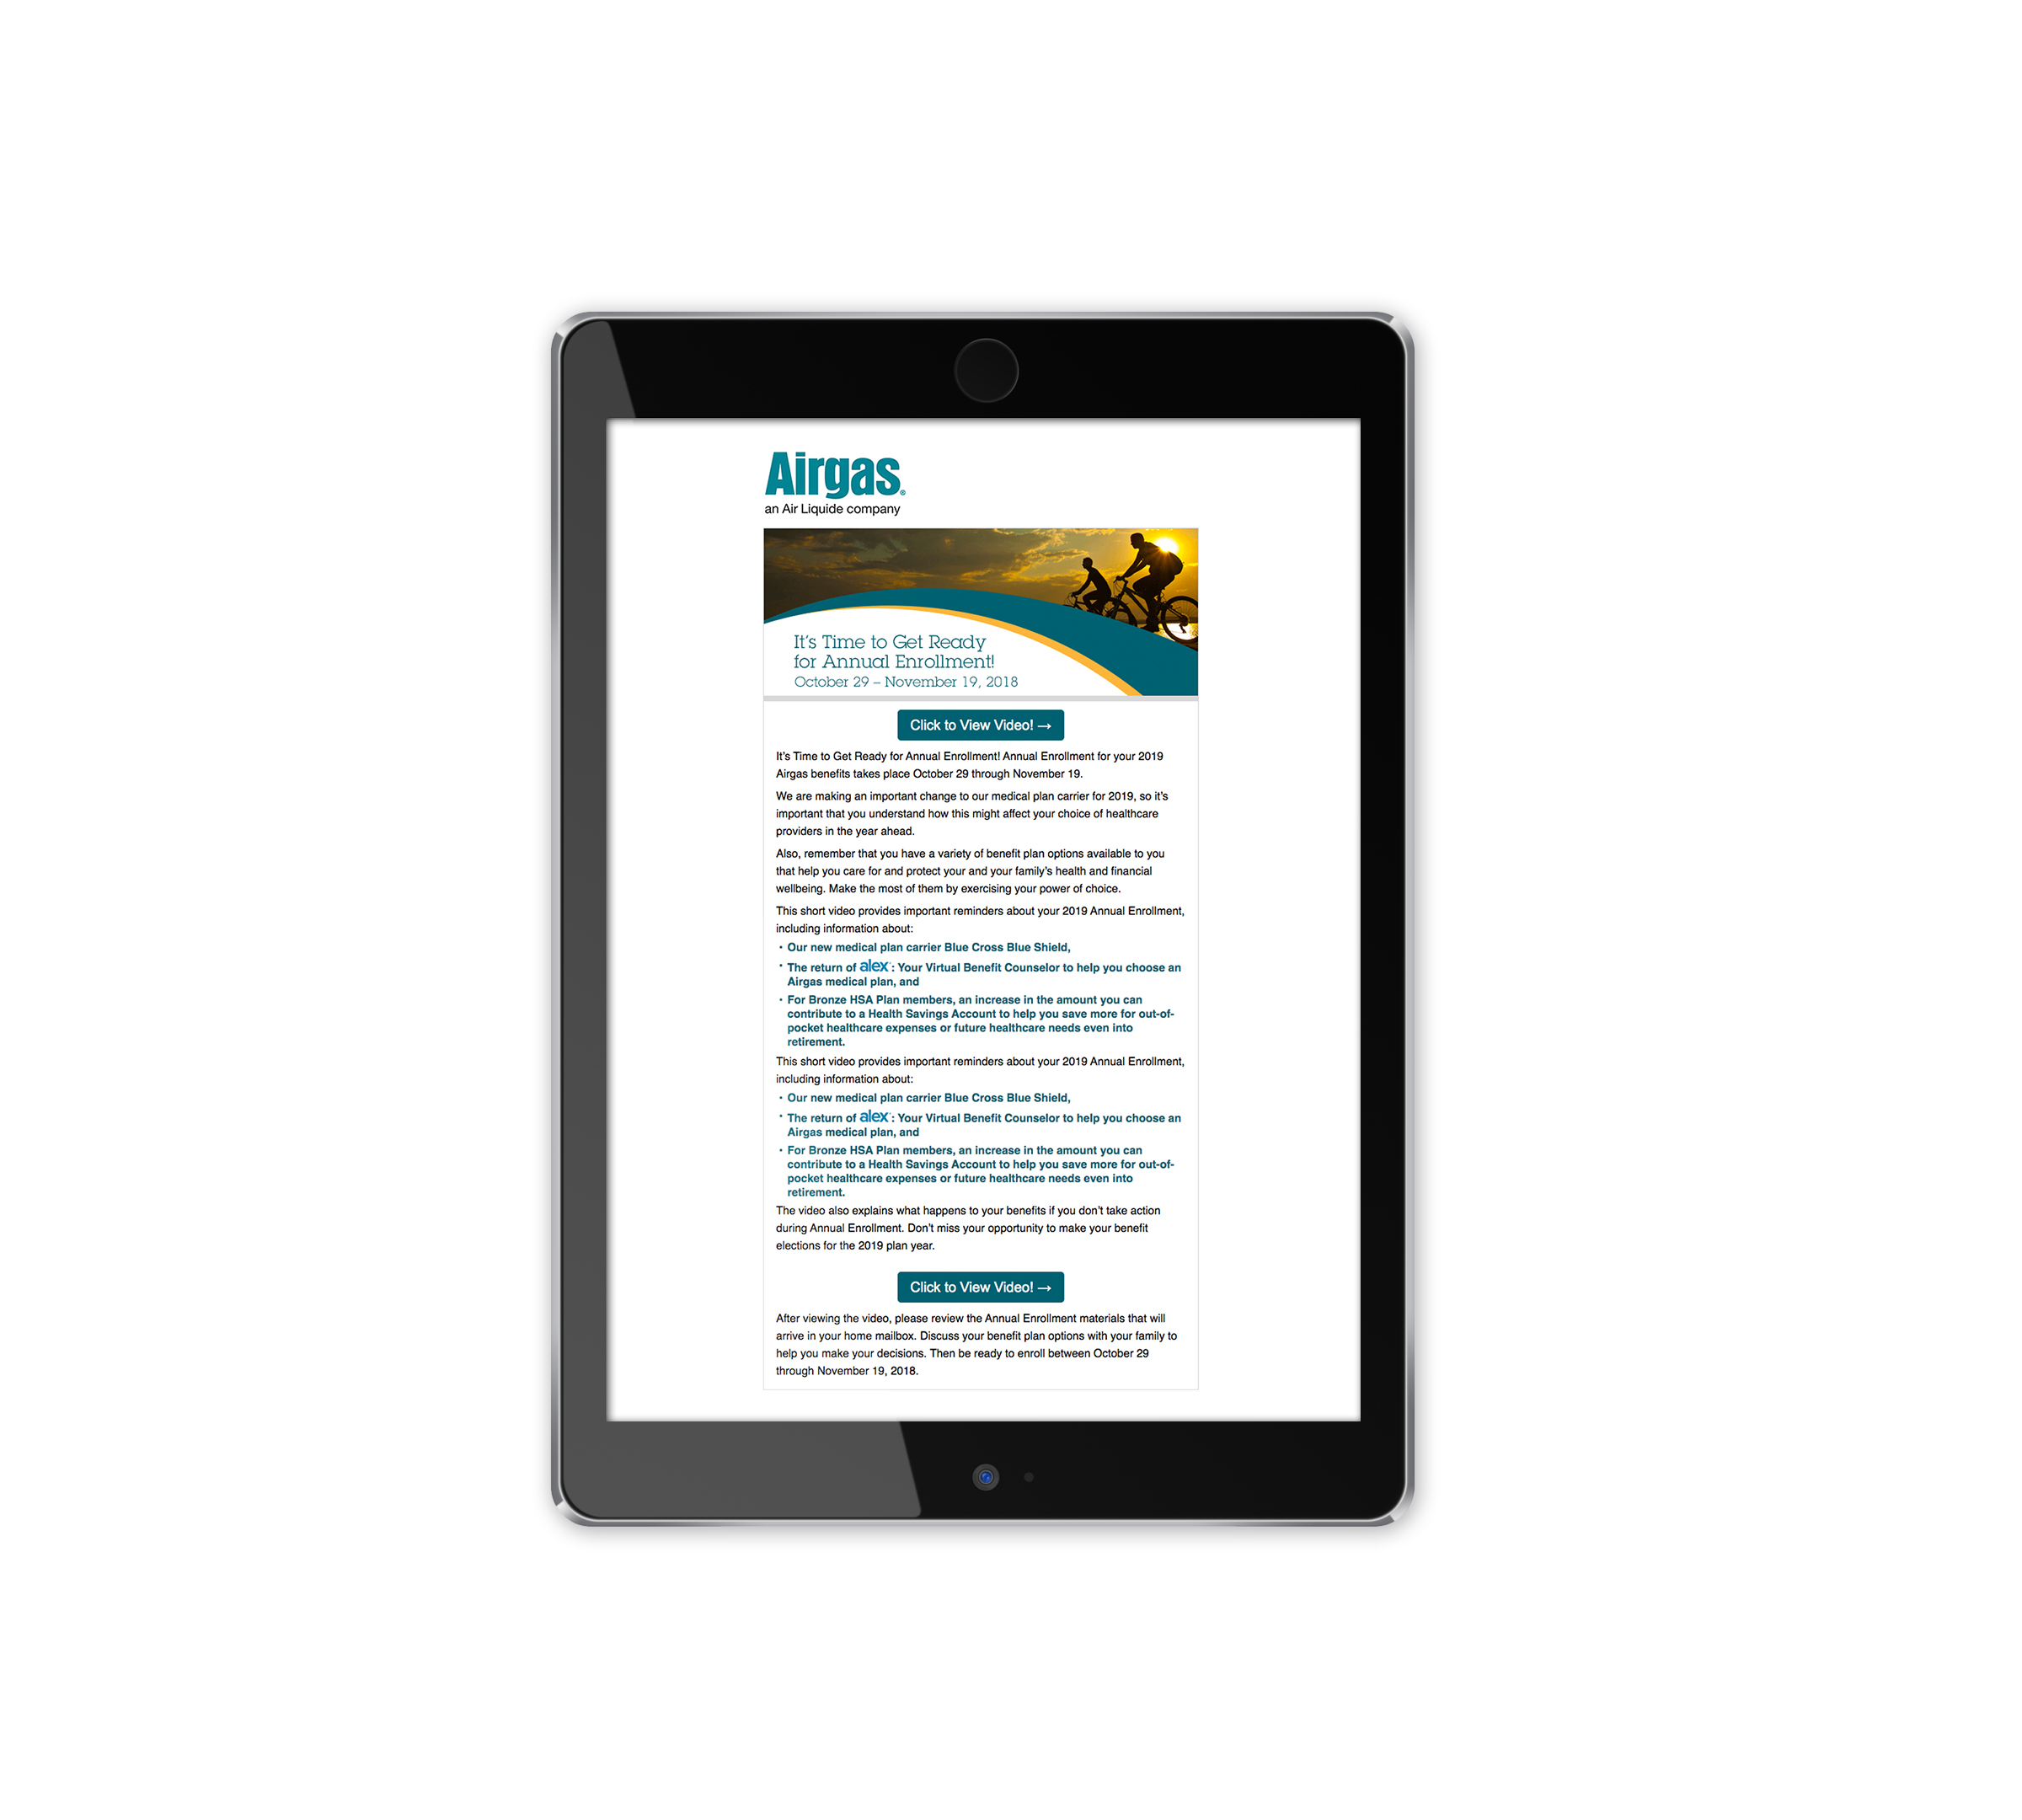 Airgas®
an Air Liquide company
It's Time to Get Ready
for Annual Enrollment!
October 29 – November 19, 2018
Click to View Video! →
It's Time to Get Ready for Annual Enrollment! Annual Enrollment for your 2019
Airgas benefits takes place October 29 through November 19.
We are making an important change to our medical plan carrier for 2019, so it's
important that you understand how this might affect your choice of healthcare
providers in the year ahead.
Also, remember that you have a variety of benefit plan options available to you
that help you care for and protect your and your family's health and financial
wellbeing. Make the most of them by exercising your power of choice.
This short video provides important reminders about your 2019 Annual Enrollment,
including information about:
• Our new medical plan carrier Blue Cross Blue Shield,
• The return of alex: Your Virtual Benefit Counselor to help you choose an
Airgas medical plan, and
• For Bronze HSA Plan members, an increase in the amount you can
contribute to a Health Savings Account to help you save more for out-of-
pocket healthcare expenses or future healthcare needs even into
retirement.
This short video provides important reminders about your 2019 Annual Enrollment,
including information about:
• Our new medical plan carrier Blue Cross Blue Shield,
• The return of alex: Your Virtual Benefit Counselor to help you choose an
Airgas medical plan, and
• For Bronze HSA Plan members, an increase in the amount you can
contribute to a Health Savings Account to help you save more for out-of-
pocket healthcare expenses or future healthcare needs even into
retirement.
The video also explains what happens to your benefits if you don't take action
during Annual Enrollment. Don't miss your opportunity to make your benefit
elections for the 2019 plan year.
Click to View Video! →
After viewing the video, please review the Annual Enrollment materials that will
arrive in your home mailbox. Discuss your benefit plan options with your family to
help you make your decisions. Then be ready to enroll between October 29
through November 19, 2018.